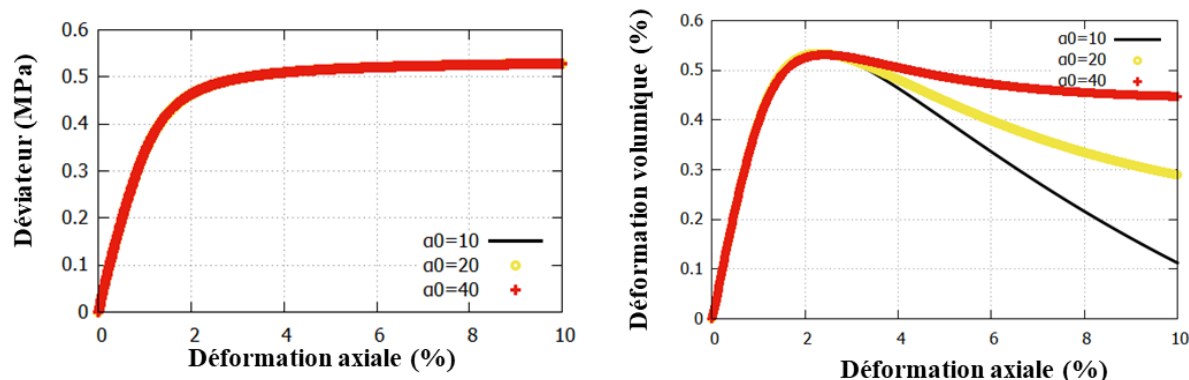 Déviateur (MPa)
0.6
0.5
0.4
0.3
0.2
0.1
0
a0=10
a0=20
a0=40
0 2 4 6 8 10
Déformation axiale (%)
Déformation volumique (%)
0.6
0.5
0.4
0.3
0.2
0.1
0
a0=10
a0=20
a0=40
0 2 4 6 8 10
Déformation axiale (%)